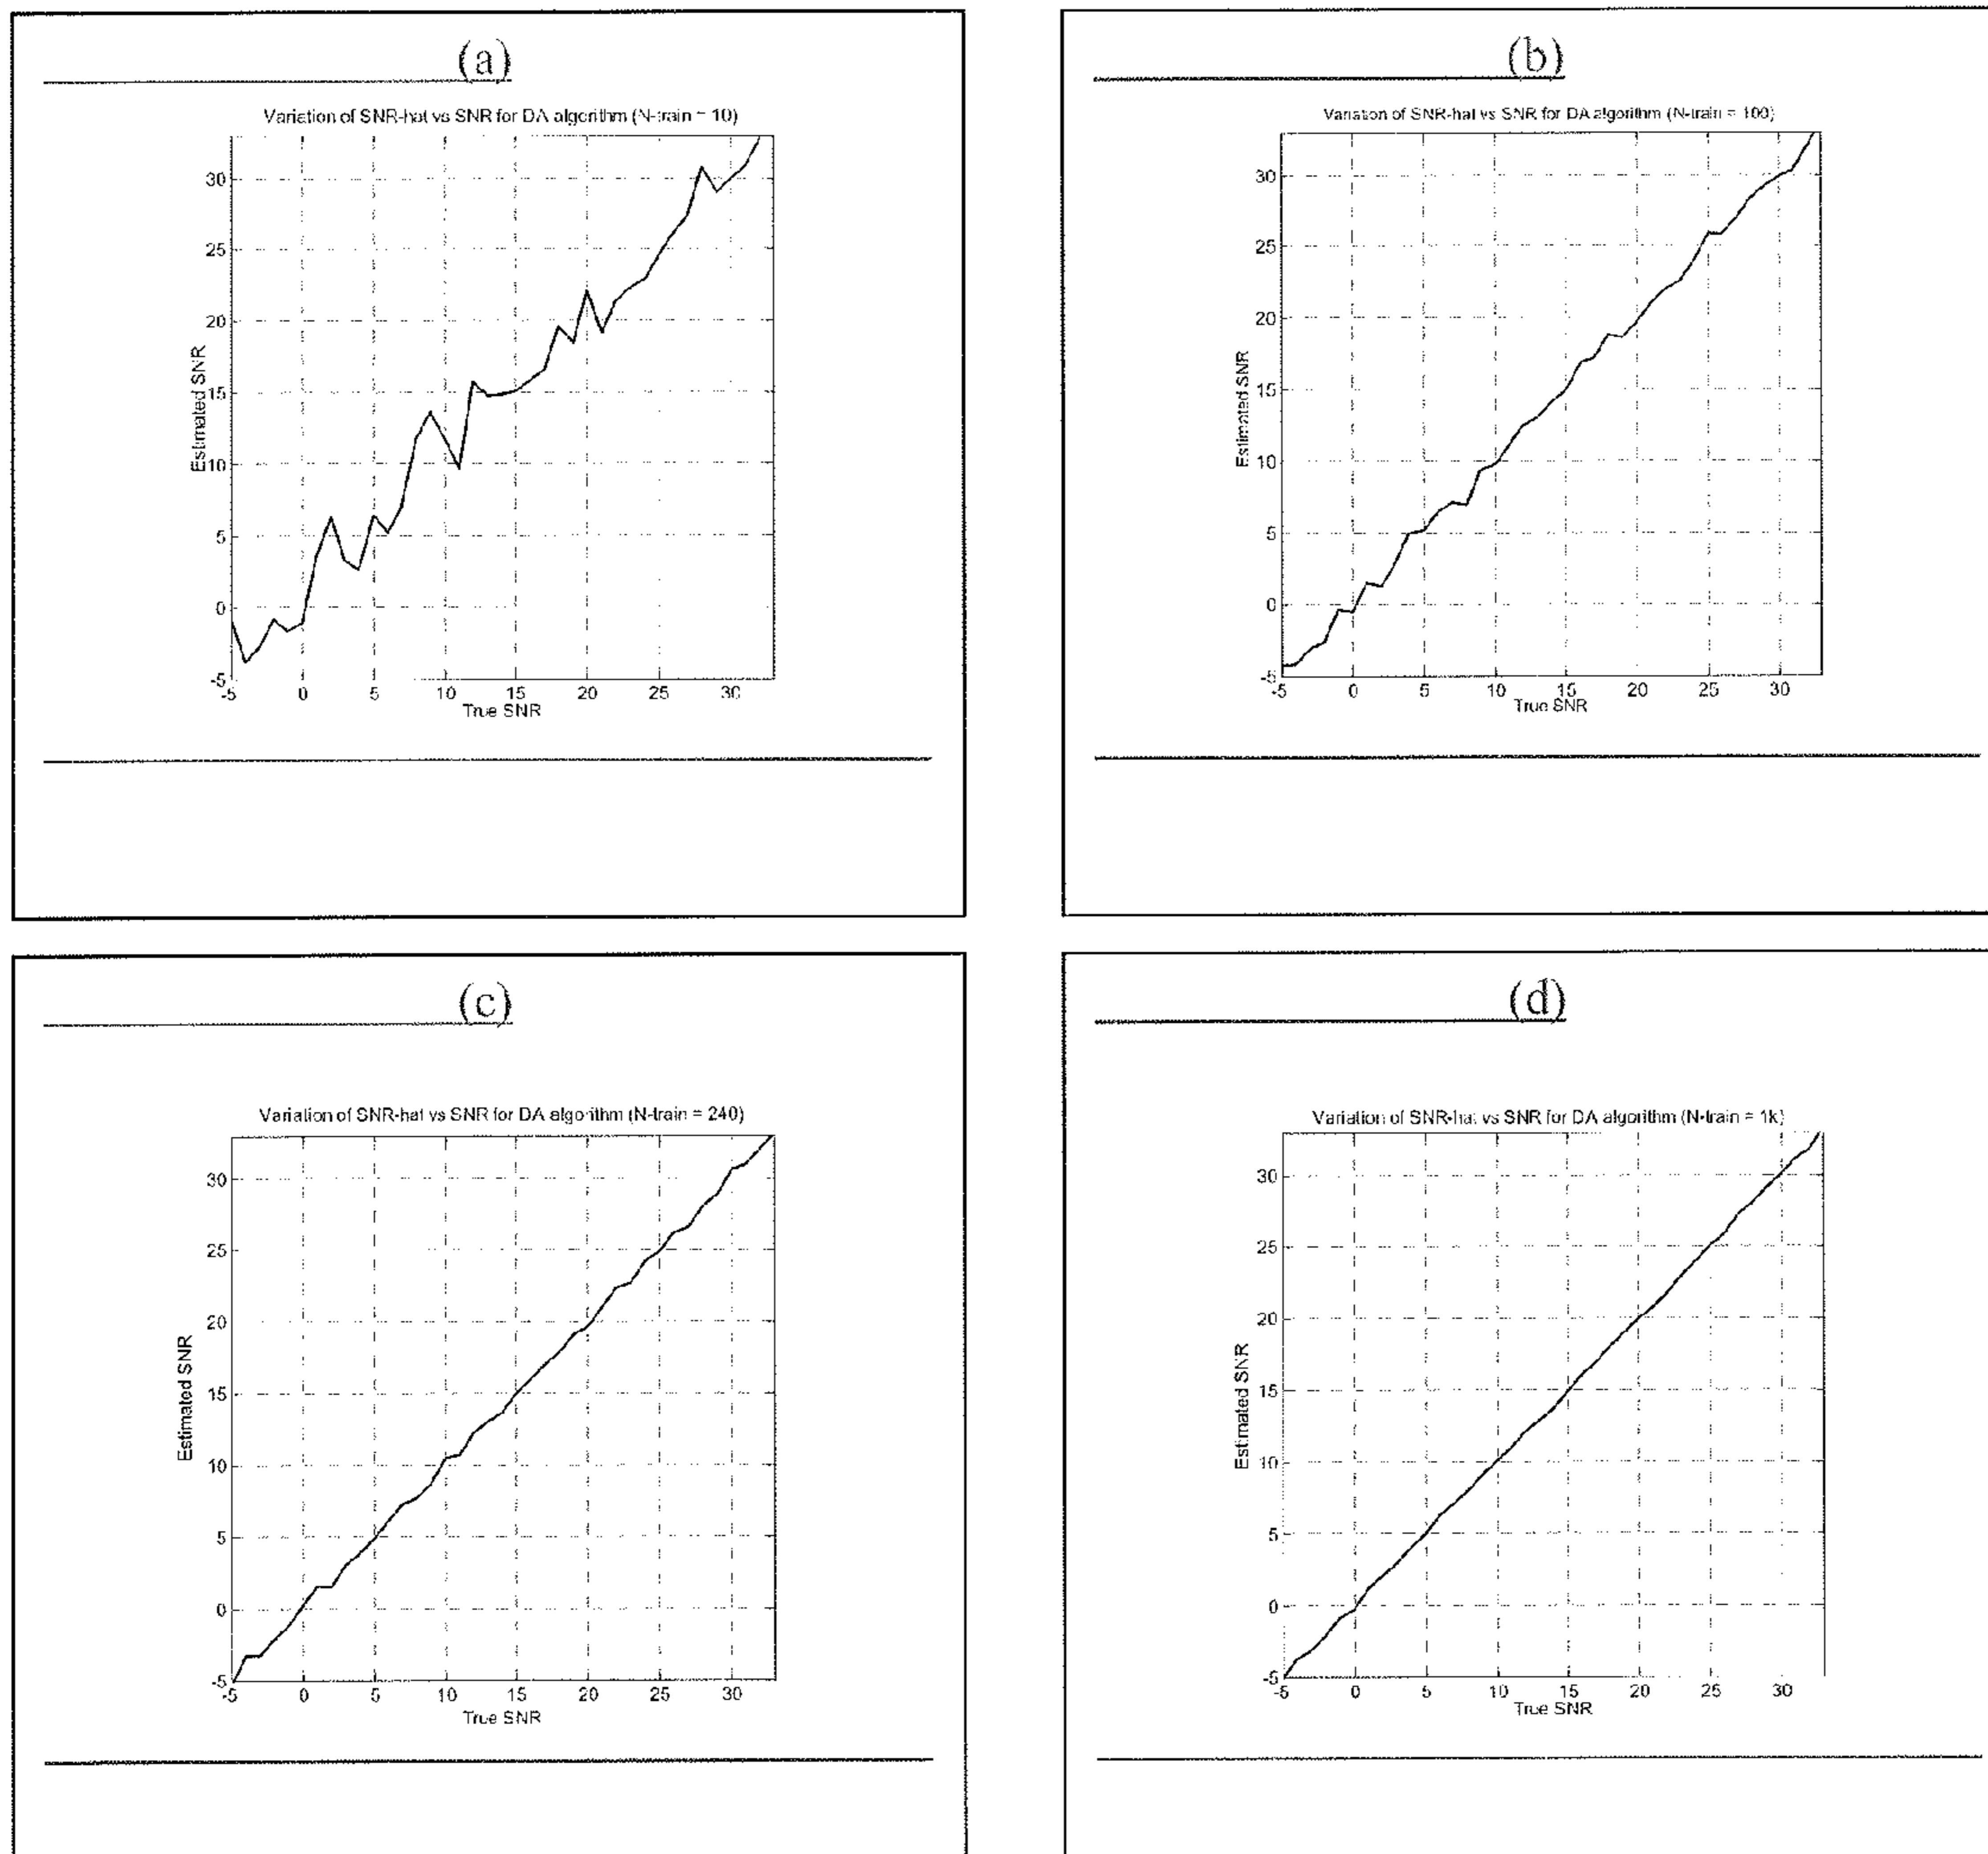 (a)
Variation of SNR-hat vs SNR for DA algorithm (N-train = 10)
30
25
20
15
10
5
0
-5
Estimated SNR
-5 0 5 10 15 20 25 30
True SNR
(b)
Variation of SNR-hat vs SNR for DA algorithm (N-train = 100)
30
25
20
15
10
5
0
-5
Estimated SNR
-5 0 5 10 15 20 25 30
True SNR
(c)
Variation of SNR-hat vs SNR for DA algorithm (N-train = 240)
30
25
20
15
10
5
0
-5
Estimated SNR
-5 0 5 10 15 20 25 30
True SNR
(d)
Variation of SNR-hat vs SNR for DA algorithm (N-train = 1k)
30
25
20
15
10
5
0
-5
Estimated SNR
-5 0 5 10 15 20 25 30
True SNR